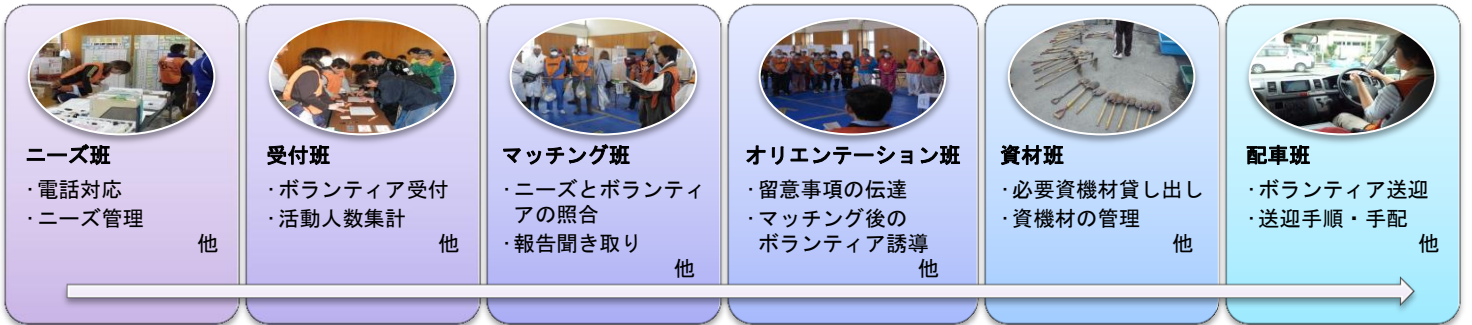 ニーズ班
・電話対応
・ニーズ管理
他
受付班
・ボランティア受付
・活動人数集計
他
マッチング班
・ニーズとボランティ
アの照合
・報告聞き取り
他
オリエンテーション班
・留意事項の伝達
・マッチング後の
ボランティア誘導
他
資材班
・必要資機材貸し出し
・資機材の管理
他
配車班
・ボランティア送迎
・送迎手順・手配
他